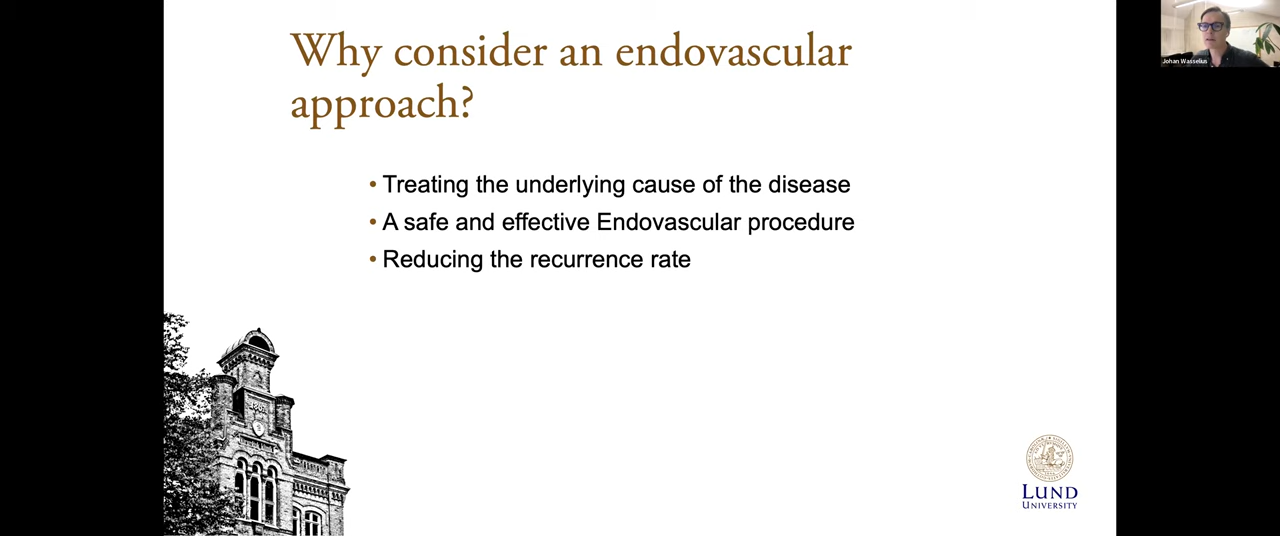 Why consider an endovascular
approach?
Johan Wasselius
• Treating the underlying cause of the disease
• A safe and effective Endovascular procedure
• Reducing the recurrence rate
LUND
UNIVERSITY